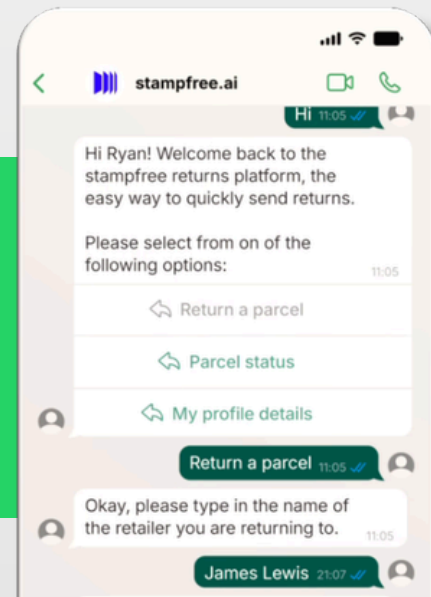 stampfree.ai
Hi 11:05
Hi Ryan! Welcome back to the
stampfree returns platform, the
easy way to quickly send returns.
Please select from on of the
following options:
11:05
Return a parcel
Parcel status
My profile details
Return a parcel 11:05
Okay, please type in the name of
the retailer you are returning to.
11:05
James Lewis 21:07